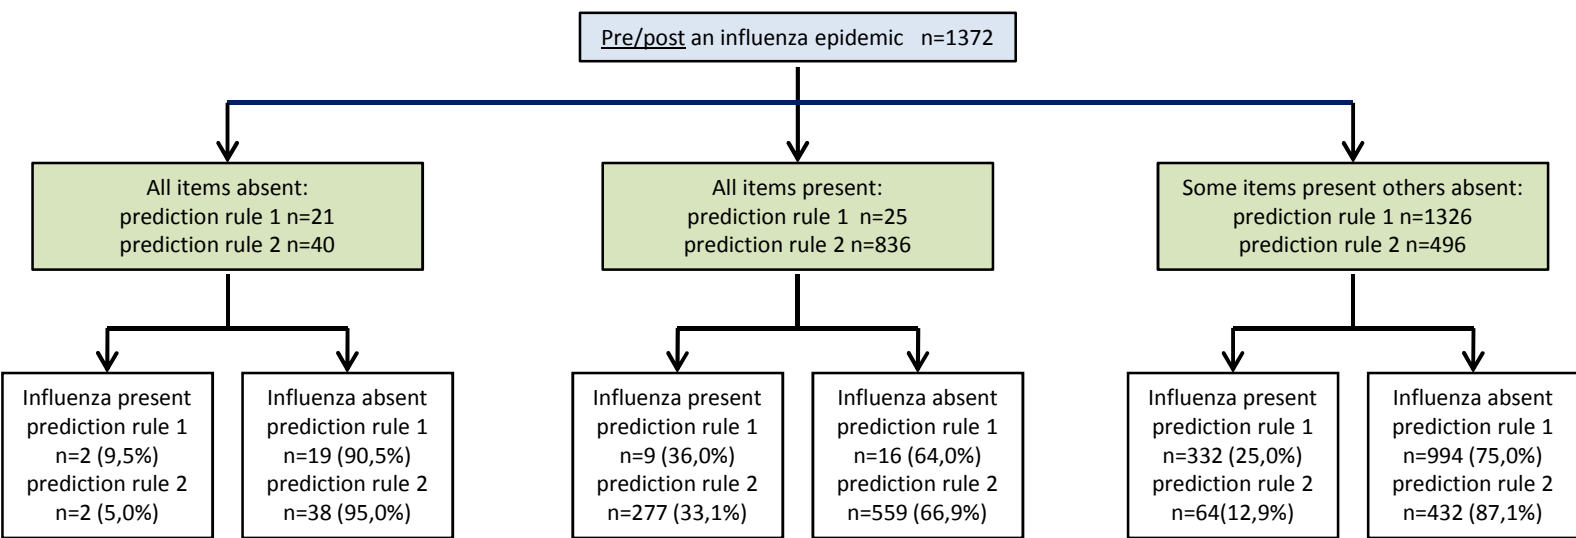 Pre/post an influenza epidemic n=1372
All items absent:
prediction rule 1 n=21
prediction rule 2 n=40
All items present:
prediction rule 1 n=25
prediction rule 2 n=836
Some items present others absent:
prediction rule 1 n=1326
prediction rule 2 n=496
Influenza present
prediction rule 1
n=2 (9,5%)
prediction rule 2
n=2 (5,0%)
Influenza absent
prediction rule 1
n=19 (90,5%)
prediction rule 2
n=38 (95,0%)
Influenza present
prediction rule 1
n=9 (36,0%)
prediction rule 2
n=277 (33,1%)
Influenza absent
prediction rule 1
n=16 (64,0%)
prediction rule 2
n=559 (66,9%)
Influenza present
prediction rule 1
n=332 (25,0%)
prediction rule 2
n=64(12,9%)
Influenza absent
prediction rule 1
n=994 (75,0%)
prediction rule 2
n=432 (87,1%)